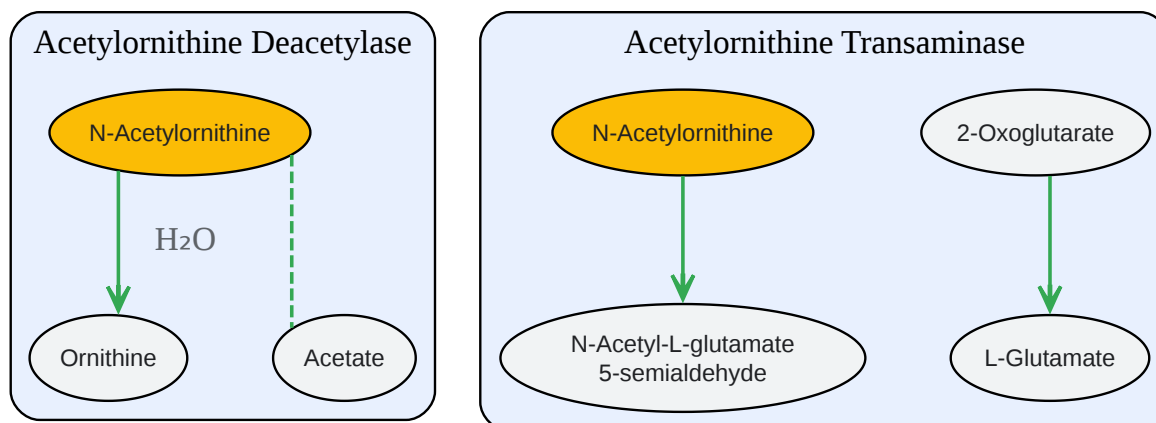 Acetylornithine Deacetylase
N-Acetylornithine
H₂O
Ornithine
Acetate
Acetylornithine Transaminase
N-Acetylornithine
2-Oxoglutarate
N-Acetyl-L-glutamate
5-semialdehyde
L-Glutamate